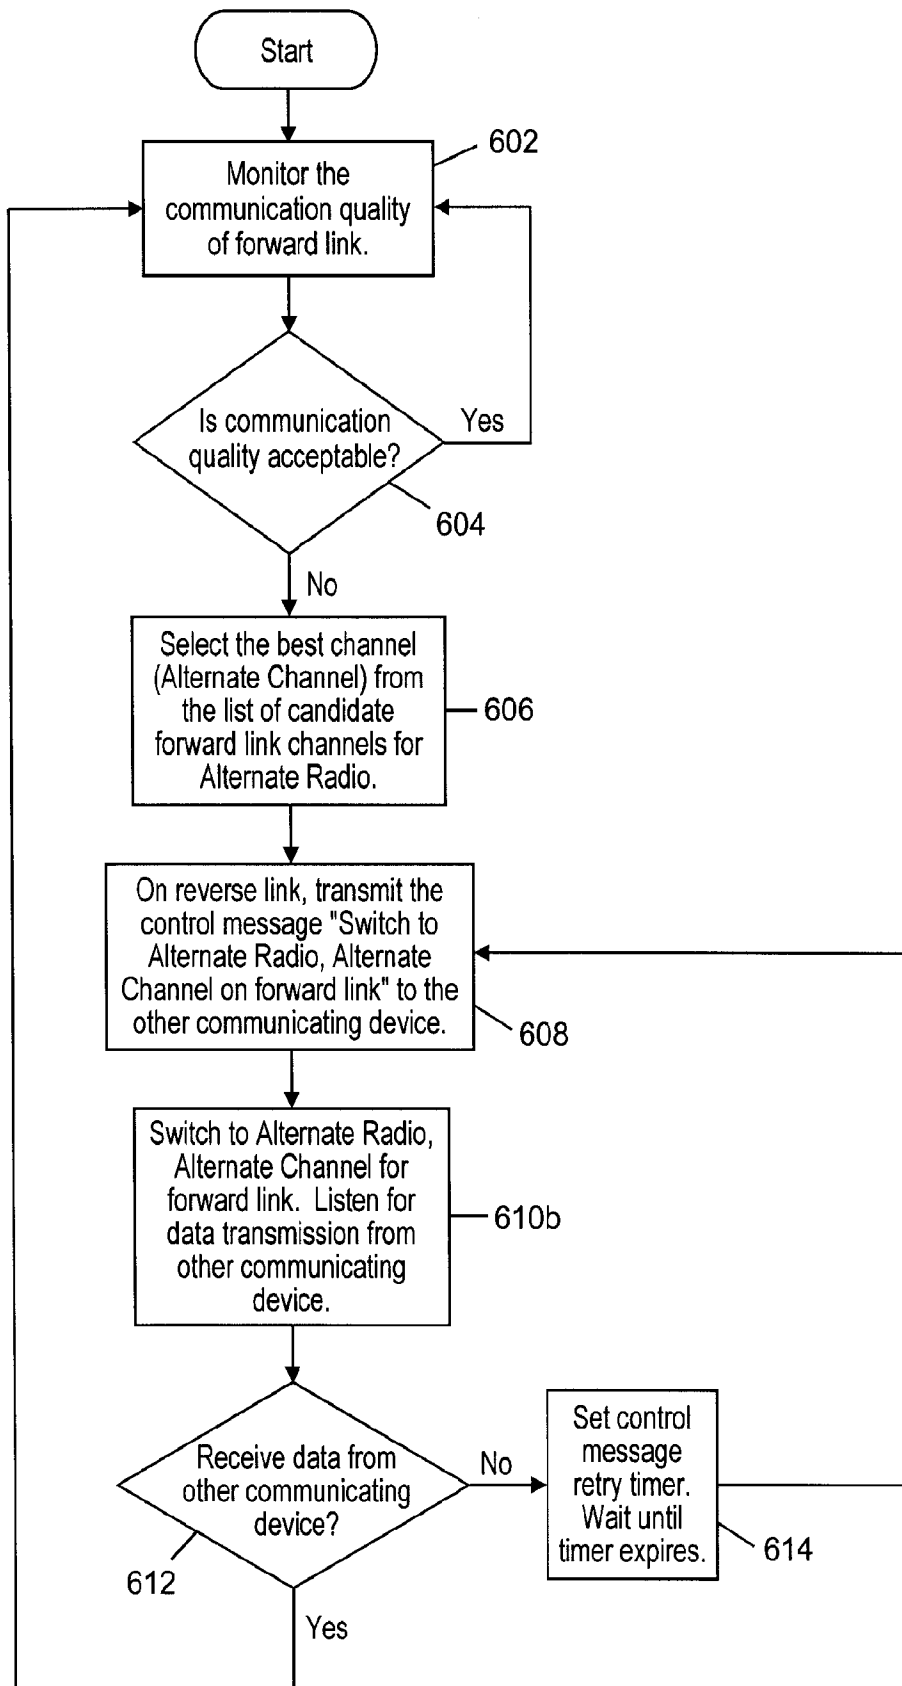 Start
602
Monitor the
communication quality
of forward link.
Is communication
quality acceptable?
Yes
604
No
Select the best channel
(Alternate Channel) from
the list of candidate
forward link channels for
Alternate Radio.
606
On reverse link, transmit the
control message "Switch to
Alternate Radio, Alternate
Channel on forward link" to the
other communicating device.
608
Switch to Alternate Radio,
Alternate Channel for
forward link. Listen for
data transmission from
other communicating
device.
610b
Receive data from
other communicating
device?
No
612
Set control
message
retry timer.
Wait until
timer expires.
614
Yes